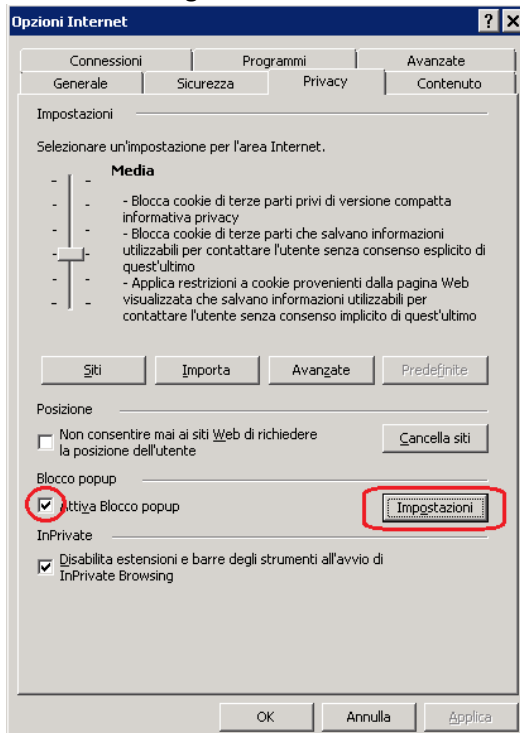 Opzioni Internet
? X
Connessioni Programmi Avanzate
Generale Sicurezza Privacy Contenuto
Impostazioni
Selezionare un'impostazione per l'area Internet.
Media
- Blocca cookie di terze parti privi di versione compatta
informativa privacy
- Blocca cookie di terze parti che salvano informazioni
utilizzabili per contattare l'utente senza consenso esplicito di
quest'ultimo
- Applica restrizioni a cookie provenienti dalla pagina Web
visualizzata che salvano informazioni utilizzabili per
contattare l'utente senza consenso implicito di quest'ultimo
Siti Importa Avanzate Predefinite
Posizione
Non consentire mai ai siti Web di richiedere
la posizione dell'utente
Cancella siti
Blocco popup
Attiva Blocco popup
Impostazioni
InPrivate
Disabilita estensioni e barre degli strumenti all'avvio di
InPrivate Browsing
OK Annulla Applica